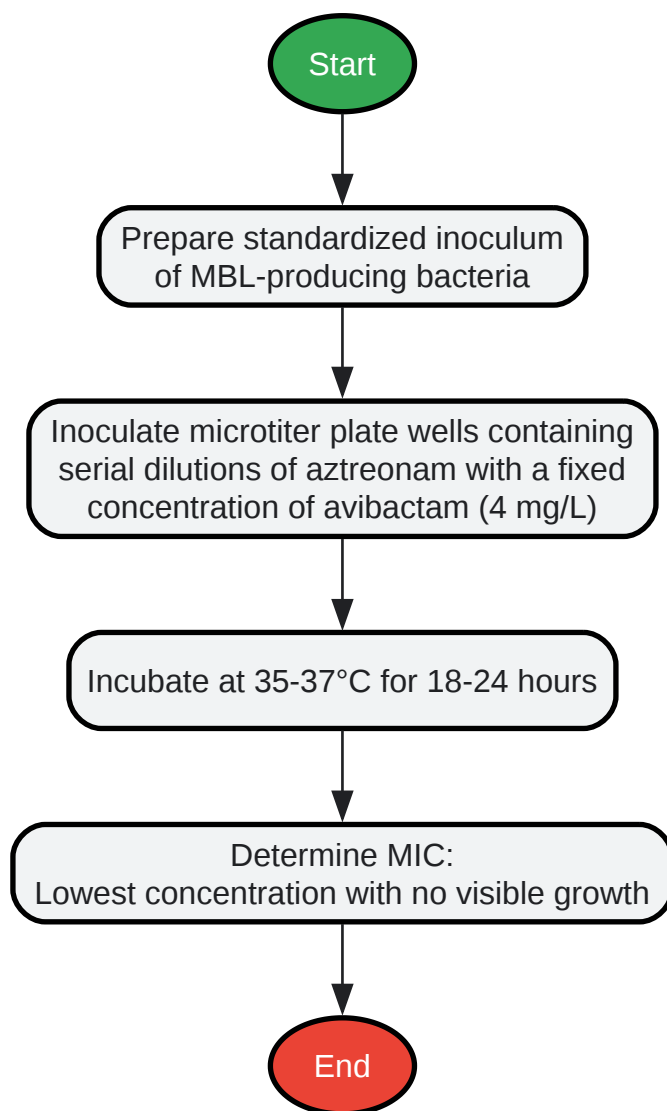 Start
Prepare standardized inoculum
of MBL-producing bacteria
Inoculate microtiter plate wells containing
serial dilutions of aztreonam with a fixed
concentration of avibactam (4 mg/L)
Incubate at 35-37°C for 18-24 hours
Determine MIC:
Lowest concentration with no visible growth
End